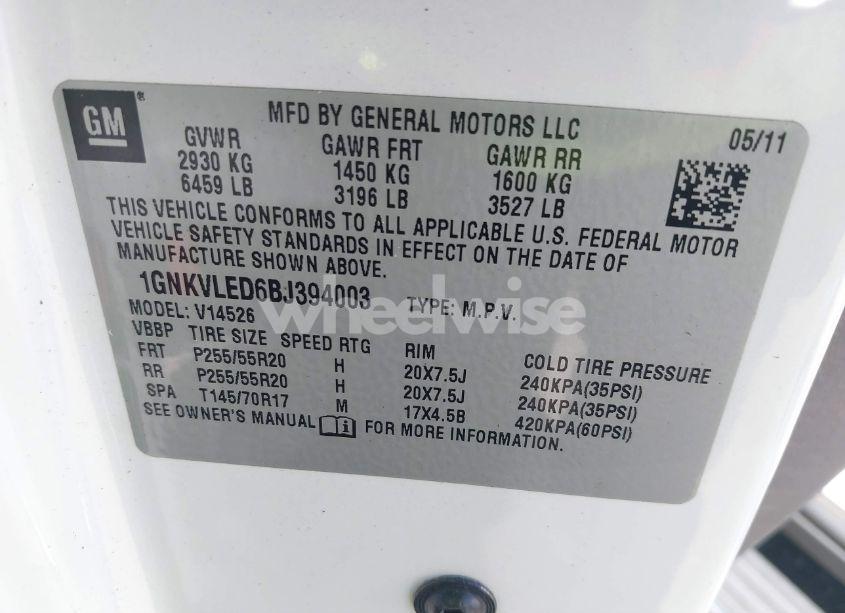 GM®
MFD BY GENERAL MOTORS LLC
05/11
GVWR GAWR FRT GAWR RR
2930 KG 1450 KG 1600 KG
6459 LB 3196 LB 3527 LB
THIS VEHICLE CONFORMS TO ALL APPLICABLE U.S. FEDERAL MOTOR
VEHICLE SAFETY STANDARDS IN EFFECT ON THE DATE OF
MANUFACTURE SHOWN ABOVE.
1GNKVLED6BJ394003 TYPE: M.P.V.
wheelwise
MODEL: V14526
VBBP TIRE SIZE SPEED RTG RIM COLD TIRE PRESSURE
FRT P255/55R20 H 20X7.5J 240KPA(35PSI)
RR P255/55R20 H 20X7.5J 240KPA(35PSI)
SPA T145/70R17 M 17X4.5B 420KPA(60PSI)
SEE OWNER'S MANUAL i FOR MORE INFORMATION.